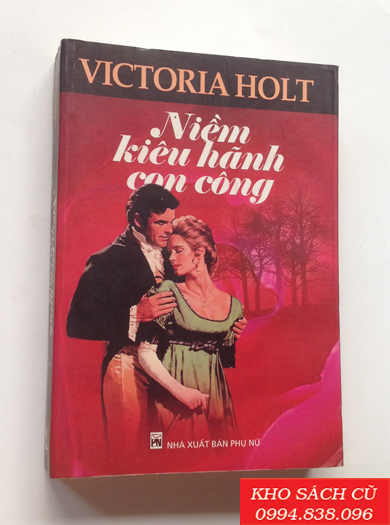 VICTORIA HOLT
Niềm
kiêu hãnh
con công
NHÀ XUẤT BẢN PHỤ NỮ
KHO SÁCH CŨ
0994.838.096